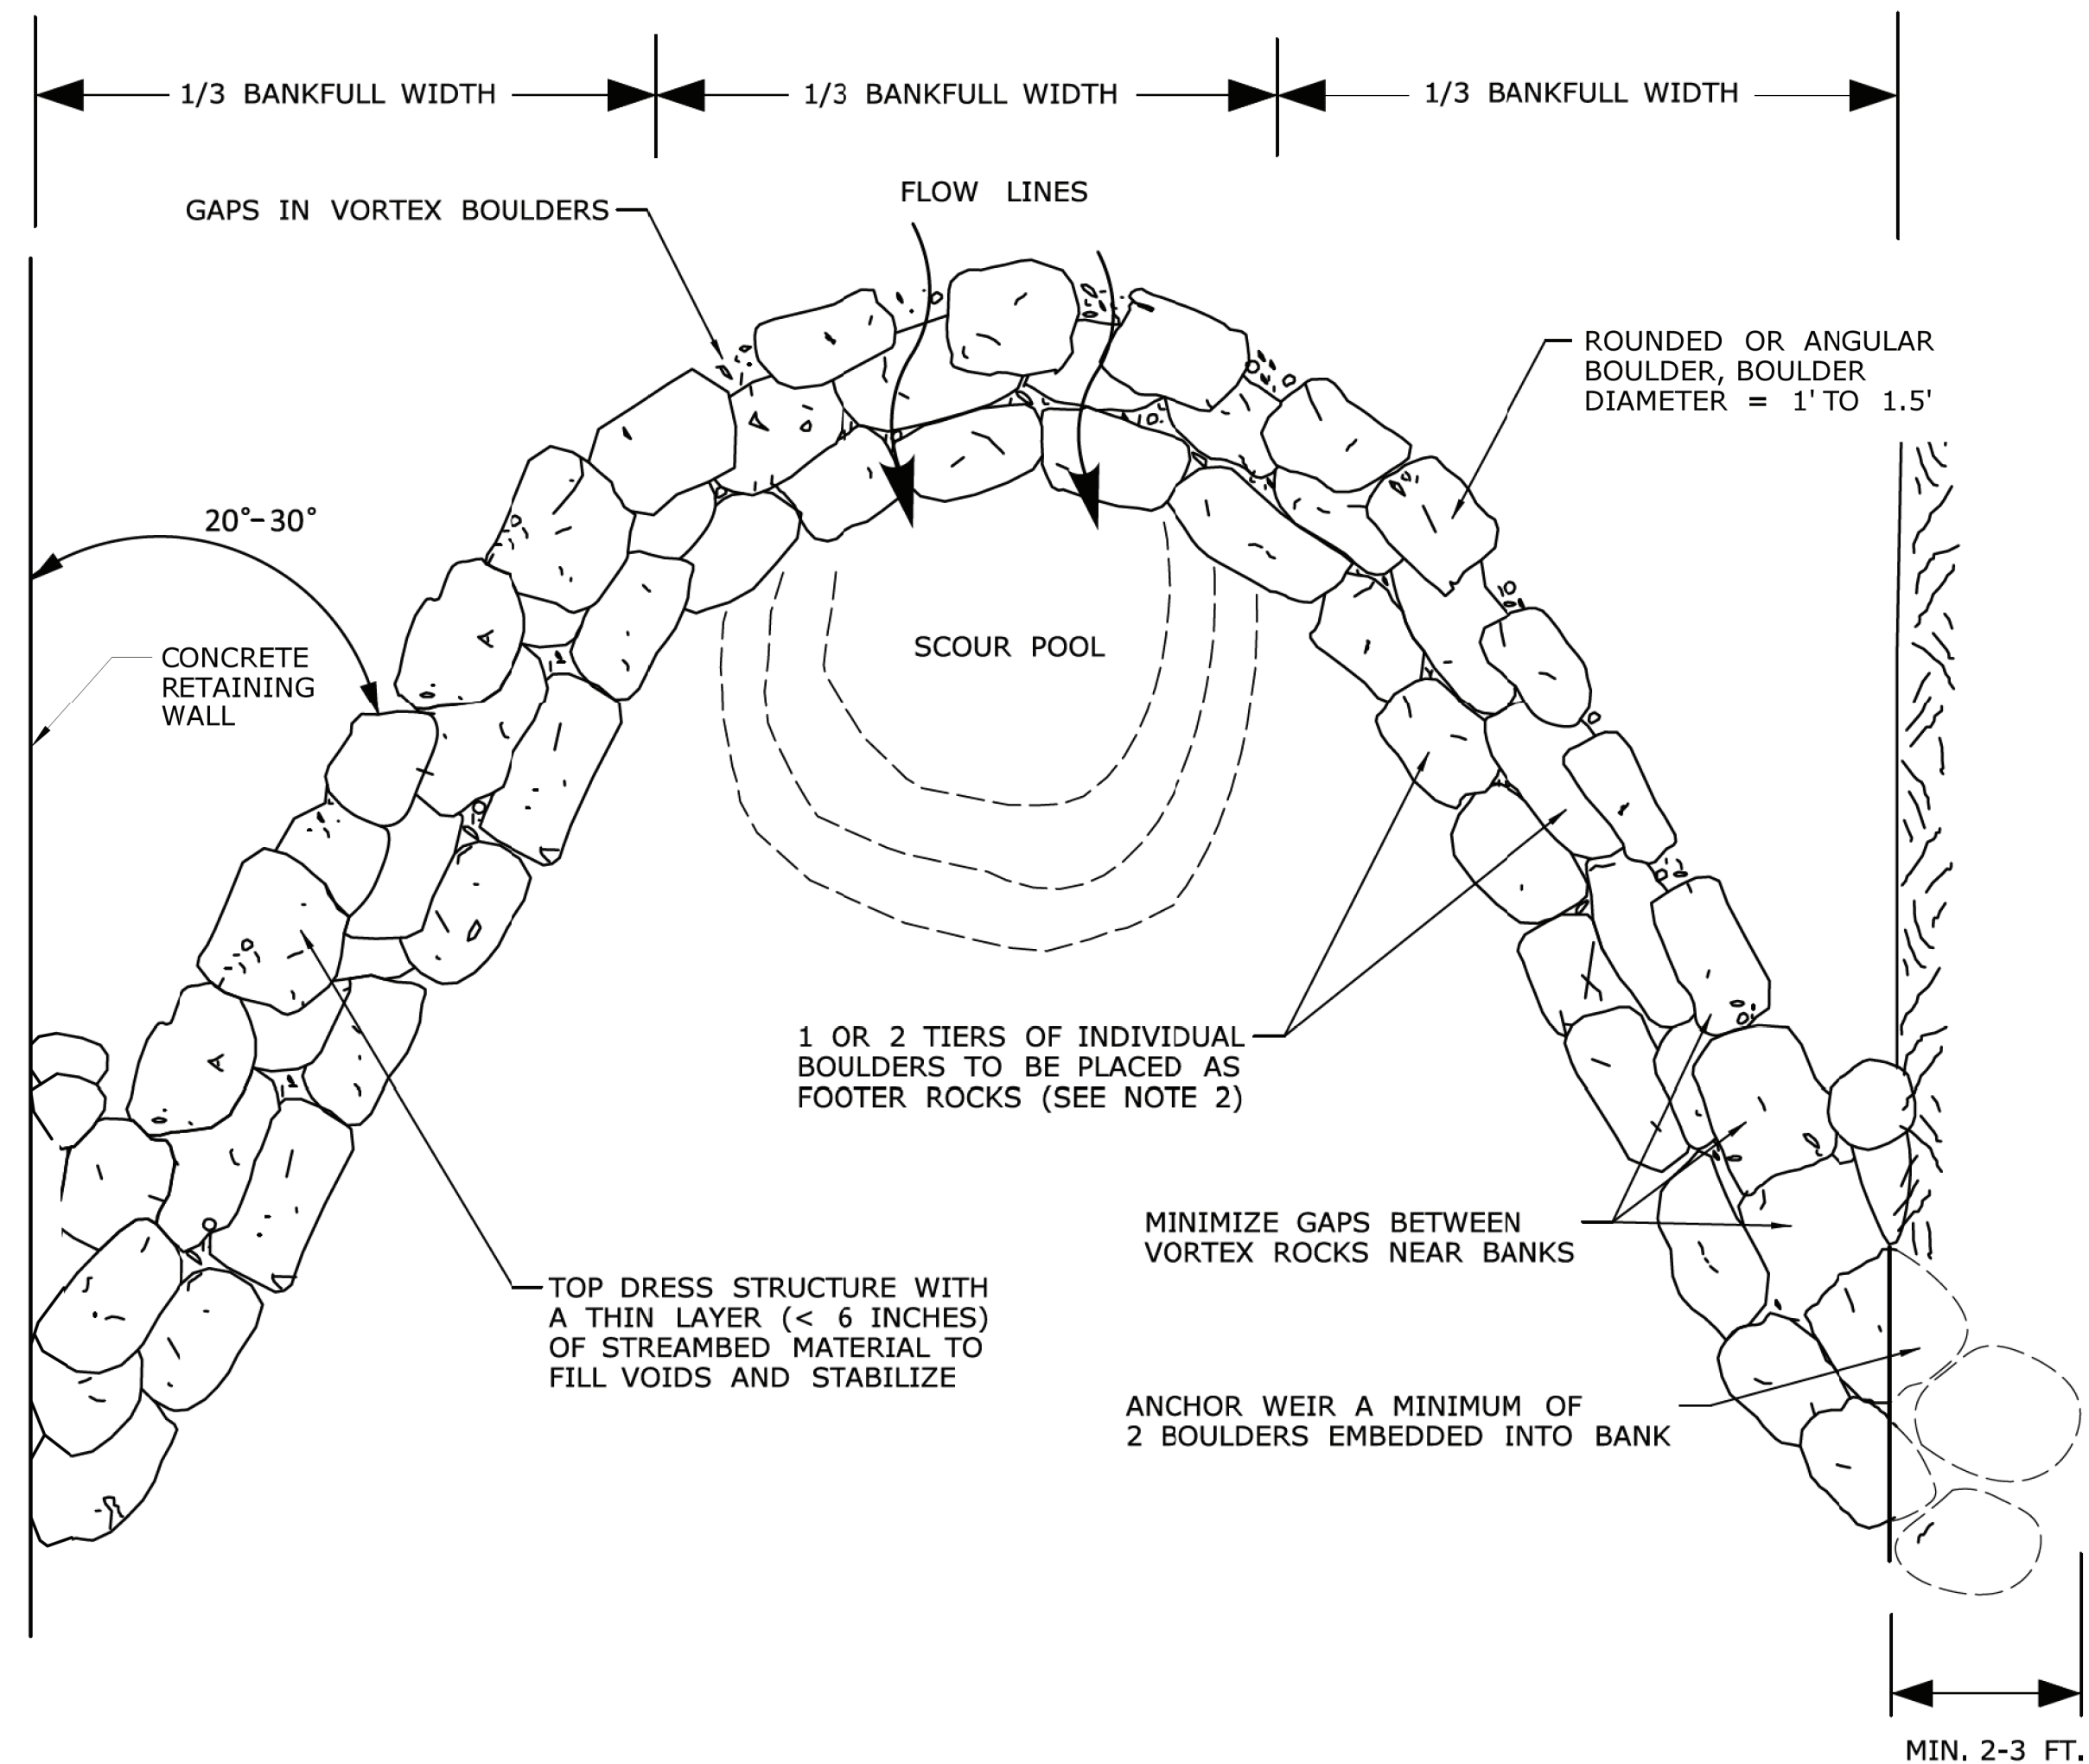 1/3 BANKFULL WIDTH
1/3 BANKFULL WIDTH
1/3 BANKFULL WIDTH
FLOW LINES
GAPS IN VORTEX BOULDERS
ROUNDED OR ANGULAR
BOULDER, BOULDER
DIAMETER = 1' TO 1.5'
20°-30°
CONCRETE
RETAINING
WALL
SCOUR POOL
1 OR 2 TIERS OF INDIVIDUAL
BOULDERS TO BE PLACED AS
FOOTER ROCKS (SEE NOTE 2)
MINIMIZE GAPS BETWEEN
VORTEX ROCKS NEAR BANKS
TOP DRESS STRUCTURE WITH
A THIN LAYER (< 6 INCHES)
OF STREAMBED MATERIAL TO
FILL VOIDS AND STABILIZE
ANCHOR WEIR A MINIMUM OF
2 BOULDERS EMBEDDED INTO BANK
MIN. 2-3 FT.